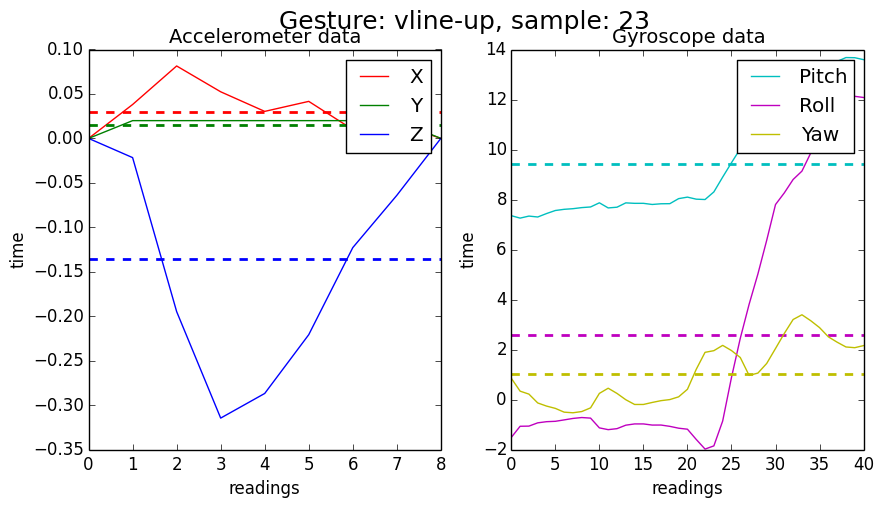 Gesture: vline-up, sample: 23
Accelerometer data
0.10
0.05
0.00
−0.05
−0.10
−0.15
−0.20
−0.25
−0.30
−0.35
time
0 1 2 3 4 5 6 7 8
readings
X
Y
Z
Gyroscope data
14
12
10
8
6
4
2
0
−2
time
0 5 10 15 20 25 30 35 40
readings
Pitch
Roll
Yaw